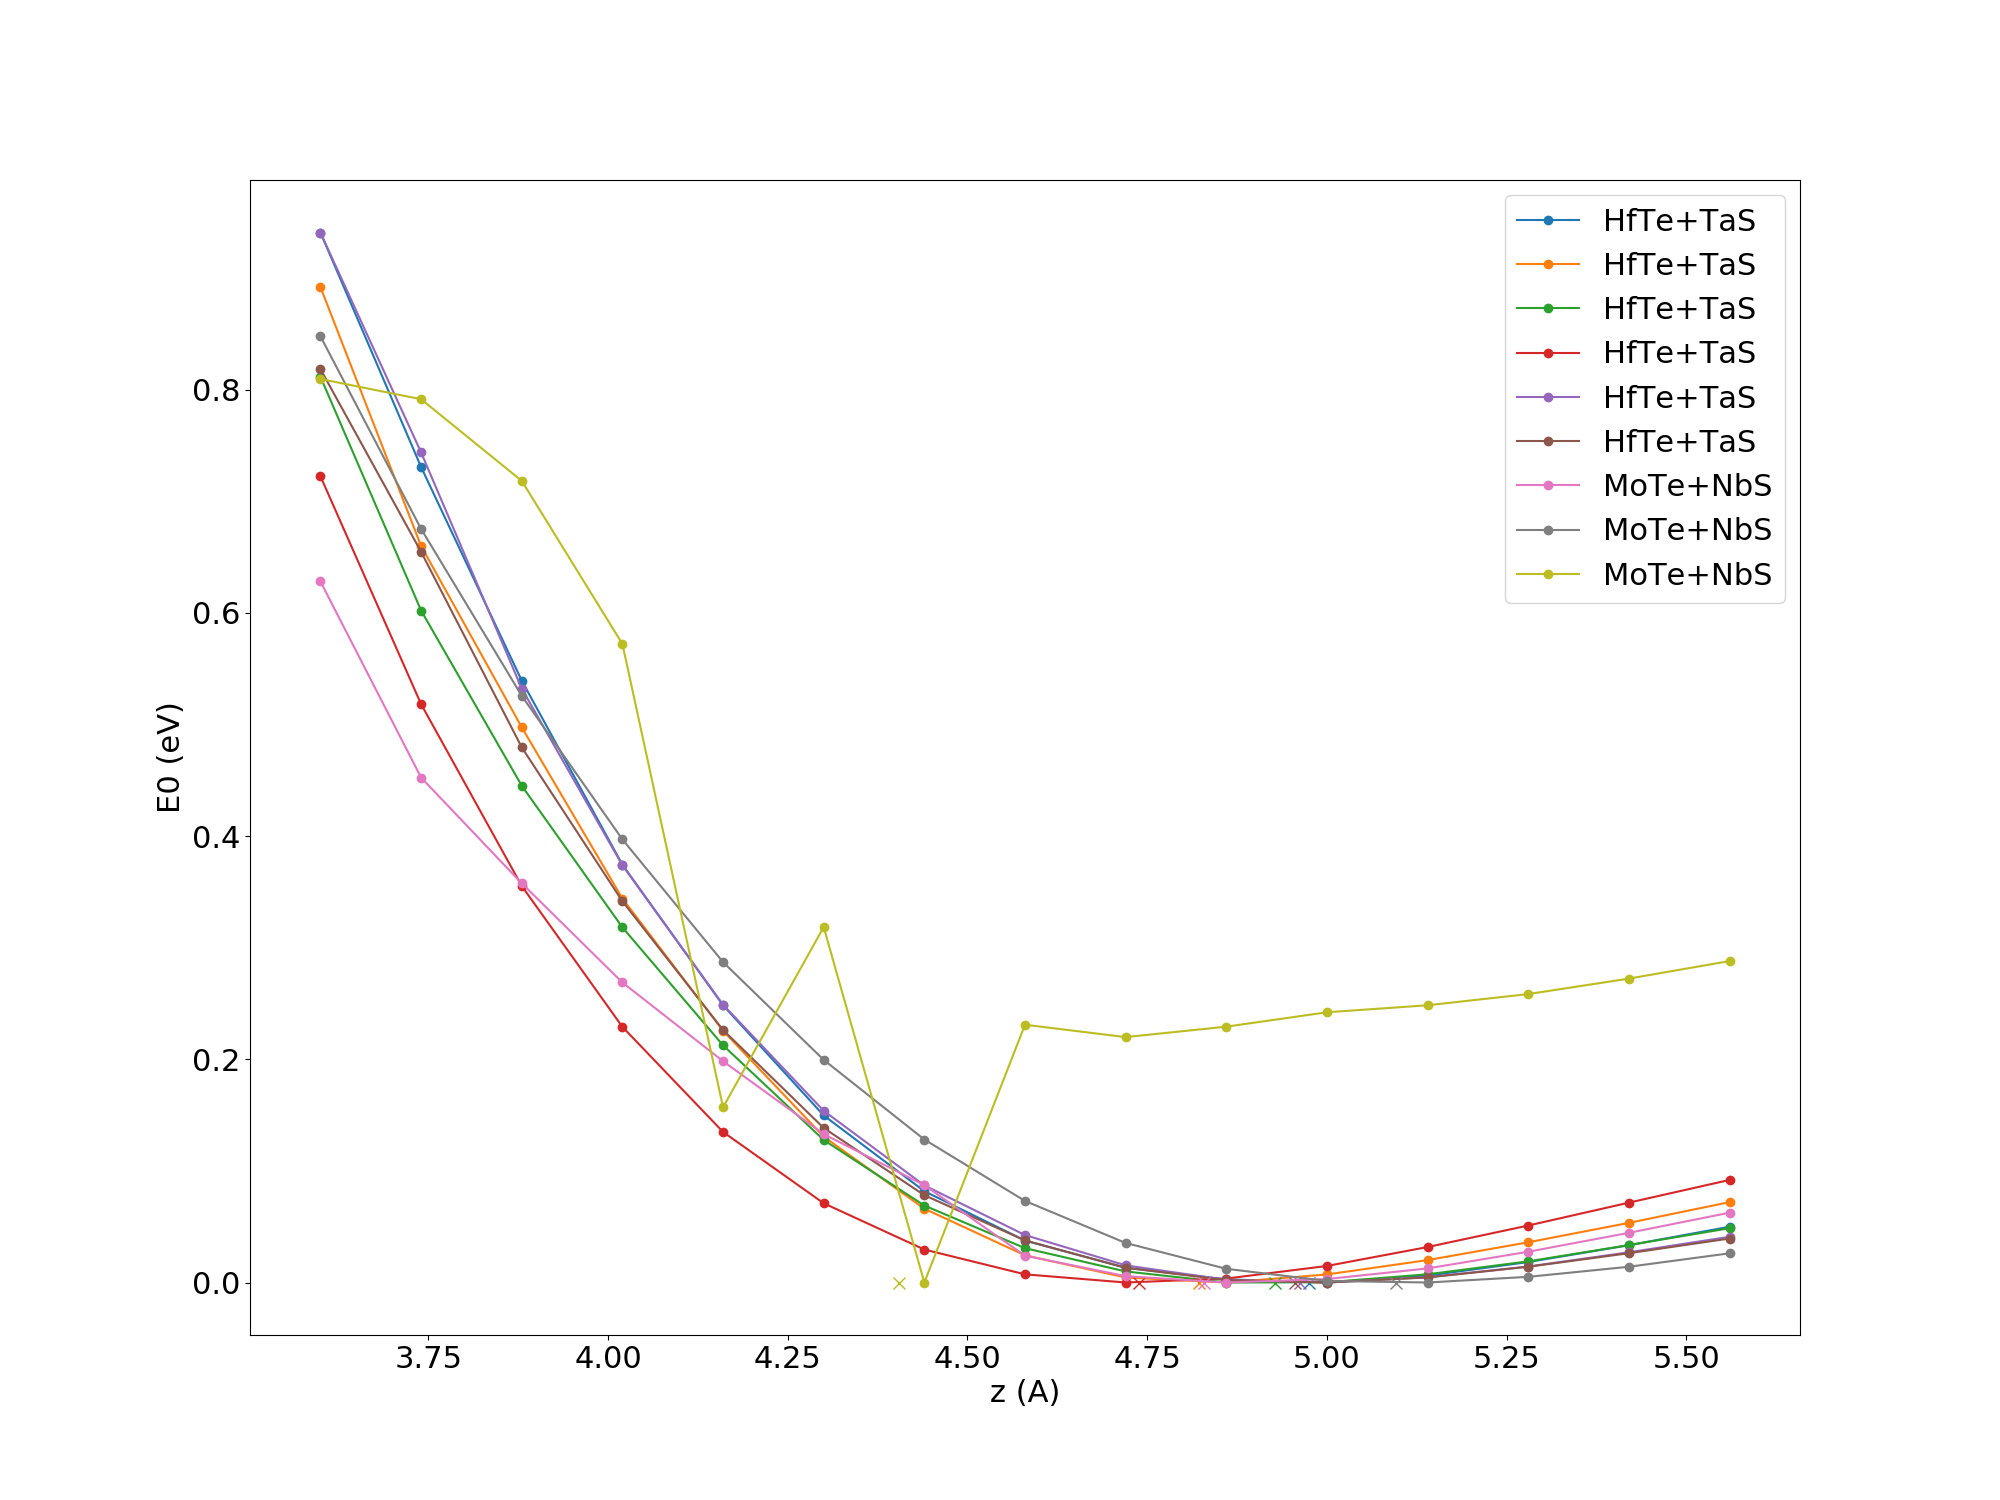 HfTe+TaS
HfTe+TaS
HfTe+TaS
HfTe+TaS
HfTe+TaS
HfTe+TaS
MoTe+NbS
MoTe+NbS
MoTe+NbS
0.8
0.6
0.4
0.2
0.0
E0 (eV)
3.75 4.00 4.25 4.50 4.75 5.00 5.25 5.50
z (A)